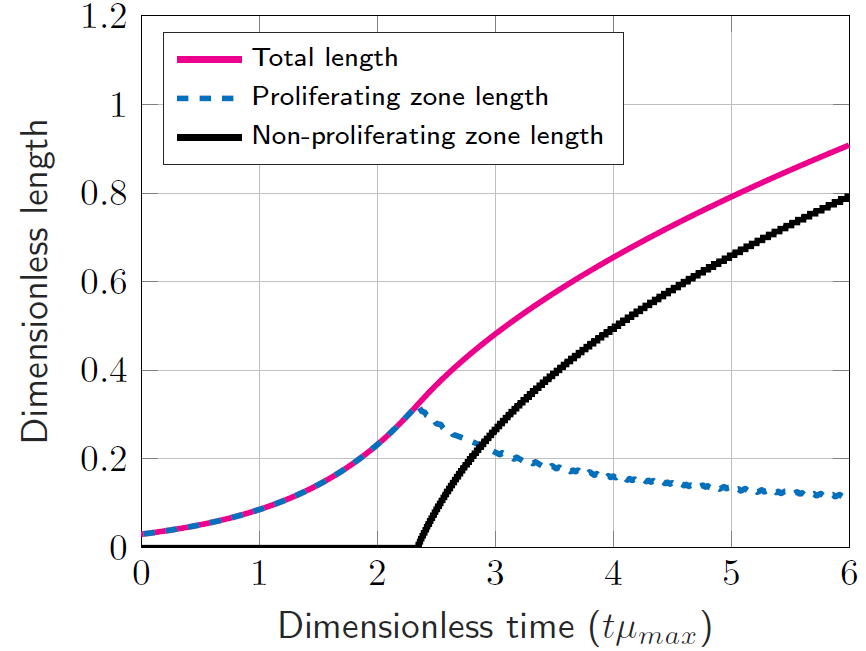 1.2
1
0.8
0.6
0.4
0.2
0
Dimensionless length
Total length
Proliferating zone length
Non-proliferating zone length
0 1 2 3 4 5 6
Dimensionless time (tμmax)